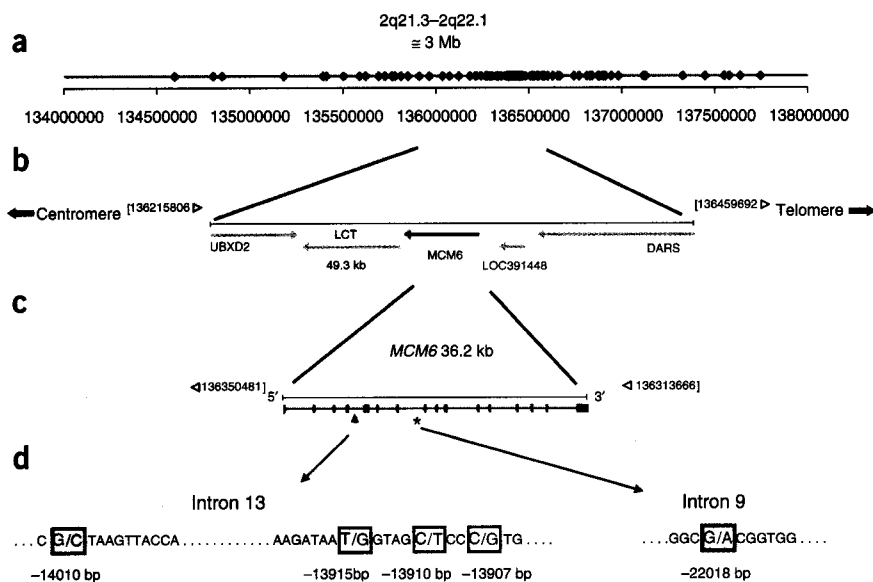 2q21.3–2q22.1
≅ 3 Mb
a
134000000 134500000 135000000 135500000 136000000 136500000 137000000 137500000 138000000
b
Centromere [136215806 [136459692 Telomere
UBXD2 LCT MCM6 LOC391448 DARS
49.3 kb
c
MCM6 36.2 kb
136350481] 5′ 3′ 136313666]
*
d
Intron 13 Intron 9
....C G/C TAAGTTACCA........... AAGATAA T/G GTAG C/T CC C/G TG.... ....GGC G/A CGGTGG....
–14010 bp –13915bp –13910 bp –13907 bp –22018 bp